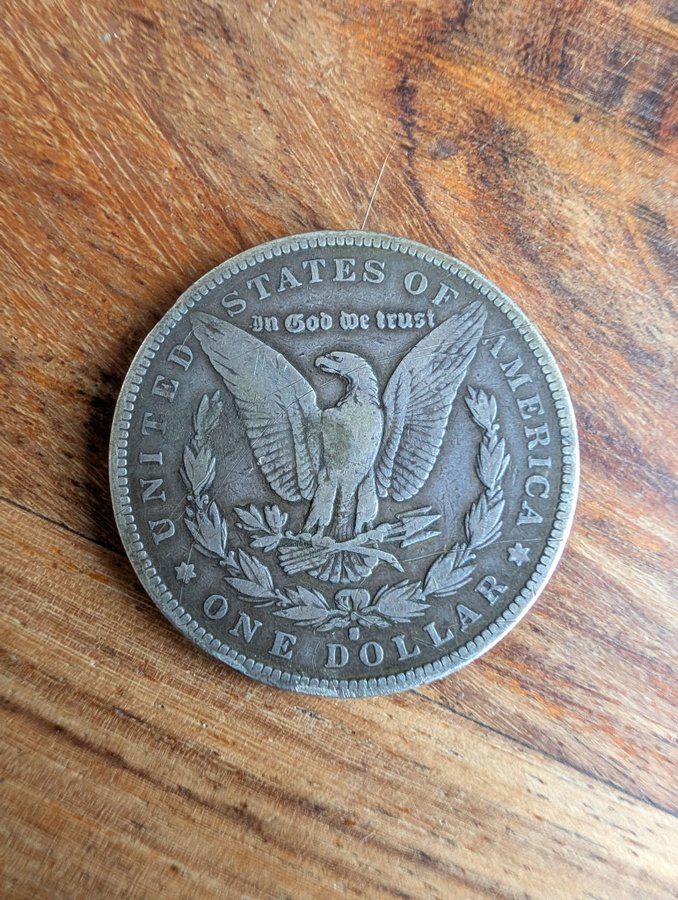 UNITED STATES OF AMERICA
In God we trust
ONE DOLLAR